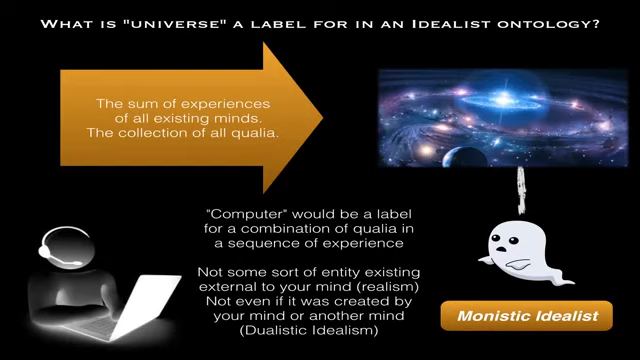 What is "universe" a label for in an Idealist ontology?
The sum of experiences
of all existing minds.
The collection of all qualia.
"Computer" would be a label
for a combination of qualia in
a sequence of experience
Not some sort of entity existing
external to your mind (realism)
Not even if it was created by
your mind or another mind
(Dualistic Idealism)
Monistic Idealist